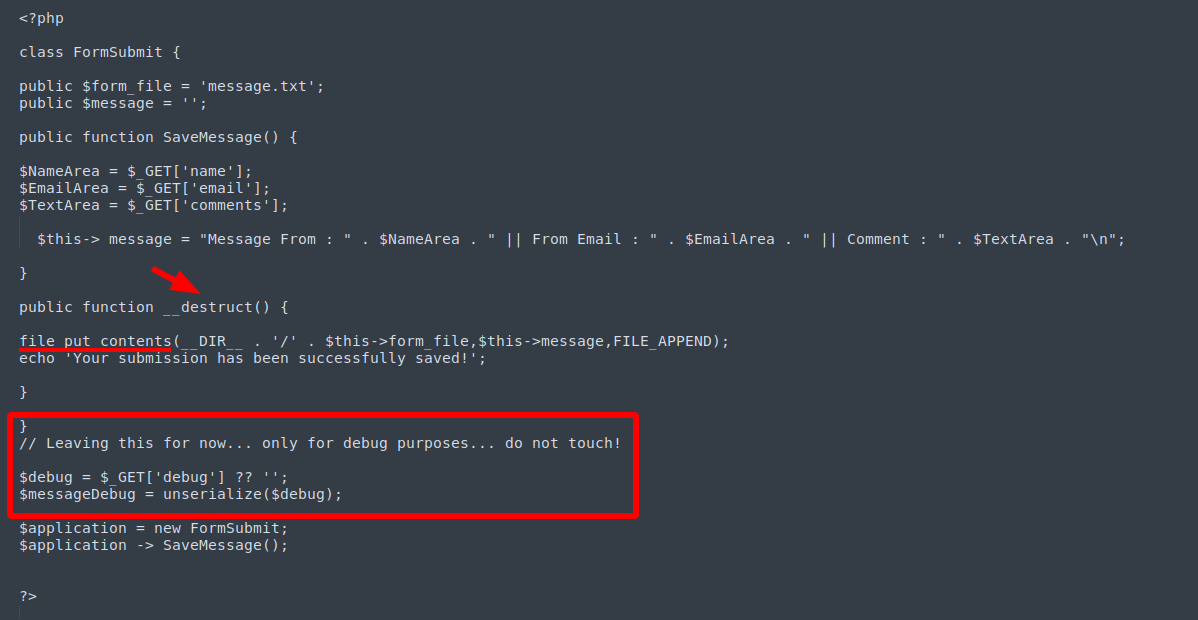 <?php
class FormSubmit {
public $form_file = 'message.txt';
public $message = '';
public function SaveMessage() {
$NameArea = $_GET['name'];
$EmailArea = $_GET['email'];
$TextArea = $_GET['comments'];
$this-> message = "Message From : " . $NameArea . " || From Email : " . $EmailArea . " || Comment : " . $TextArea . "\n";
}
public function __destruct() {
file_put_contents(__DIR__ . '/' . $this->form_file,$this->message,FILE_APPEND);
echo 'Your submission has been successfully saved!';
}
}
// Leaving this for now... only for debug purposes... do not touch!
$debug = $_GET['debug'] ?? '';
$messageDebug = unserialize($debug);
$application = new FormSubmit;
$application -> SaveMessage();
?>